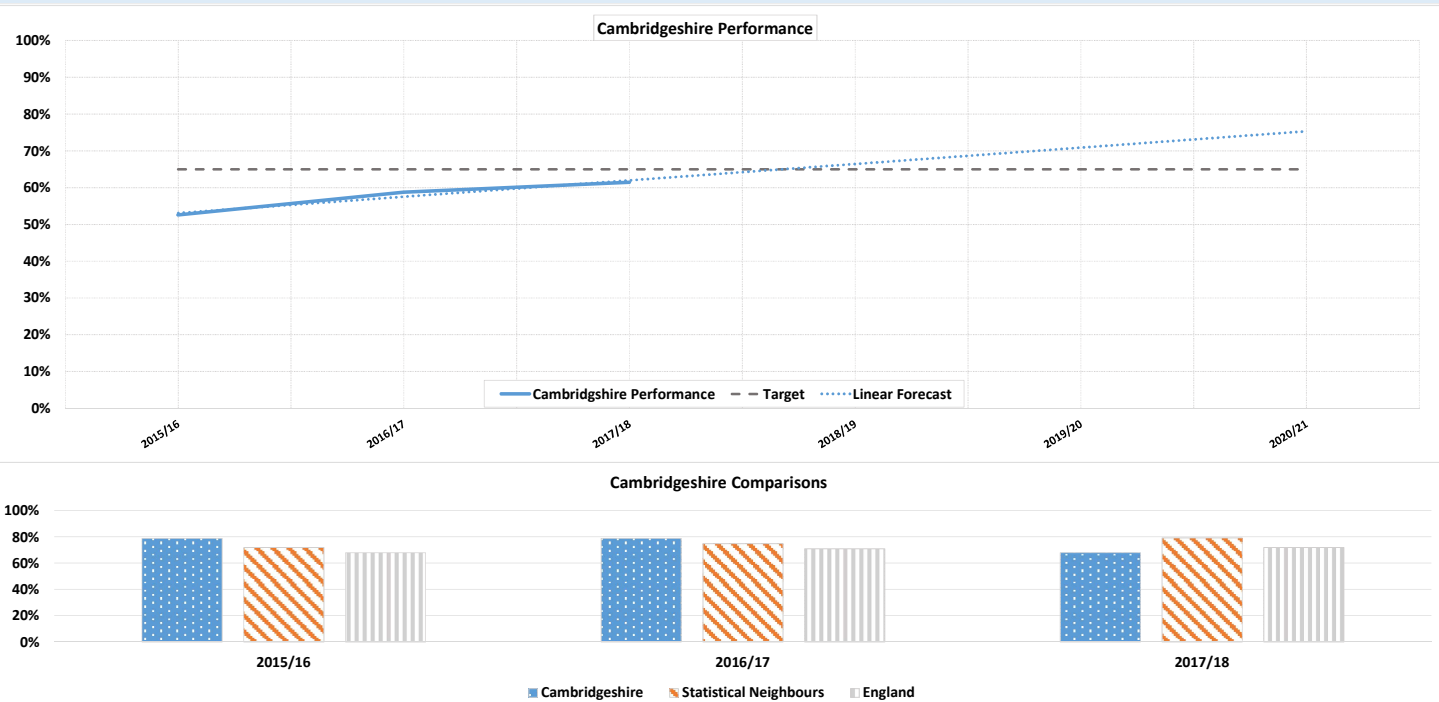 Cambridgeshire Performance
100%
90%
80%
70%
60%
50%
40%
30%
20%
10%
0%
Cambridgshire Performance Target Linear Forecast
2015/16 2016/17 2017/18 2018/19 2019/20 2020/21
Cambridgeshire Comparisons
100%
80%
60%
40%
20%
0%
2015/16 2016/17 2017/18
Cambridgeshire Statistical Neighbours England